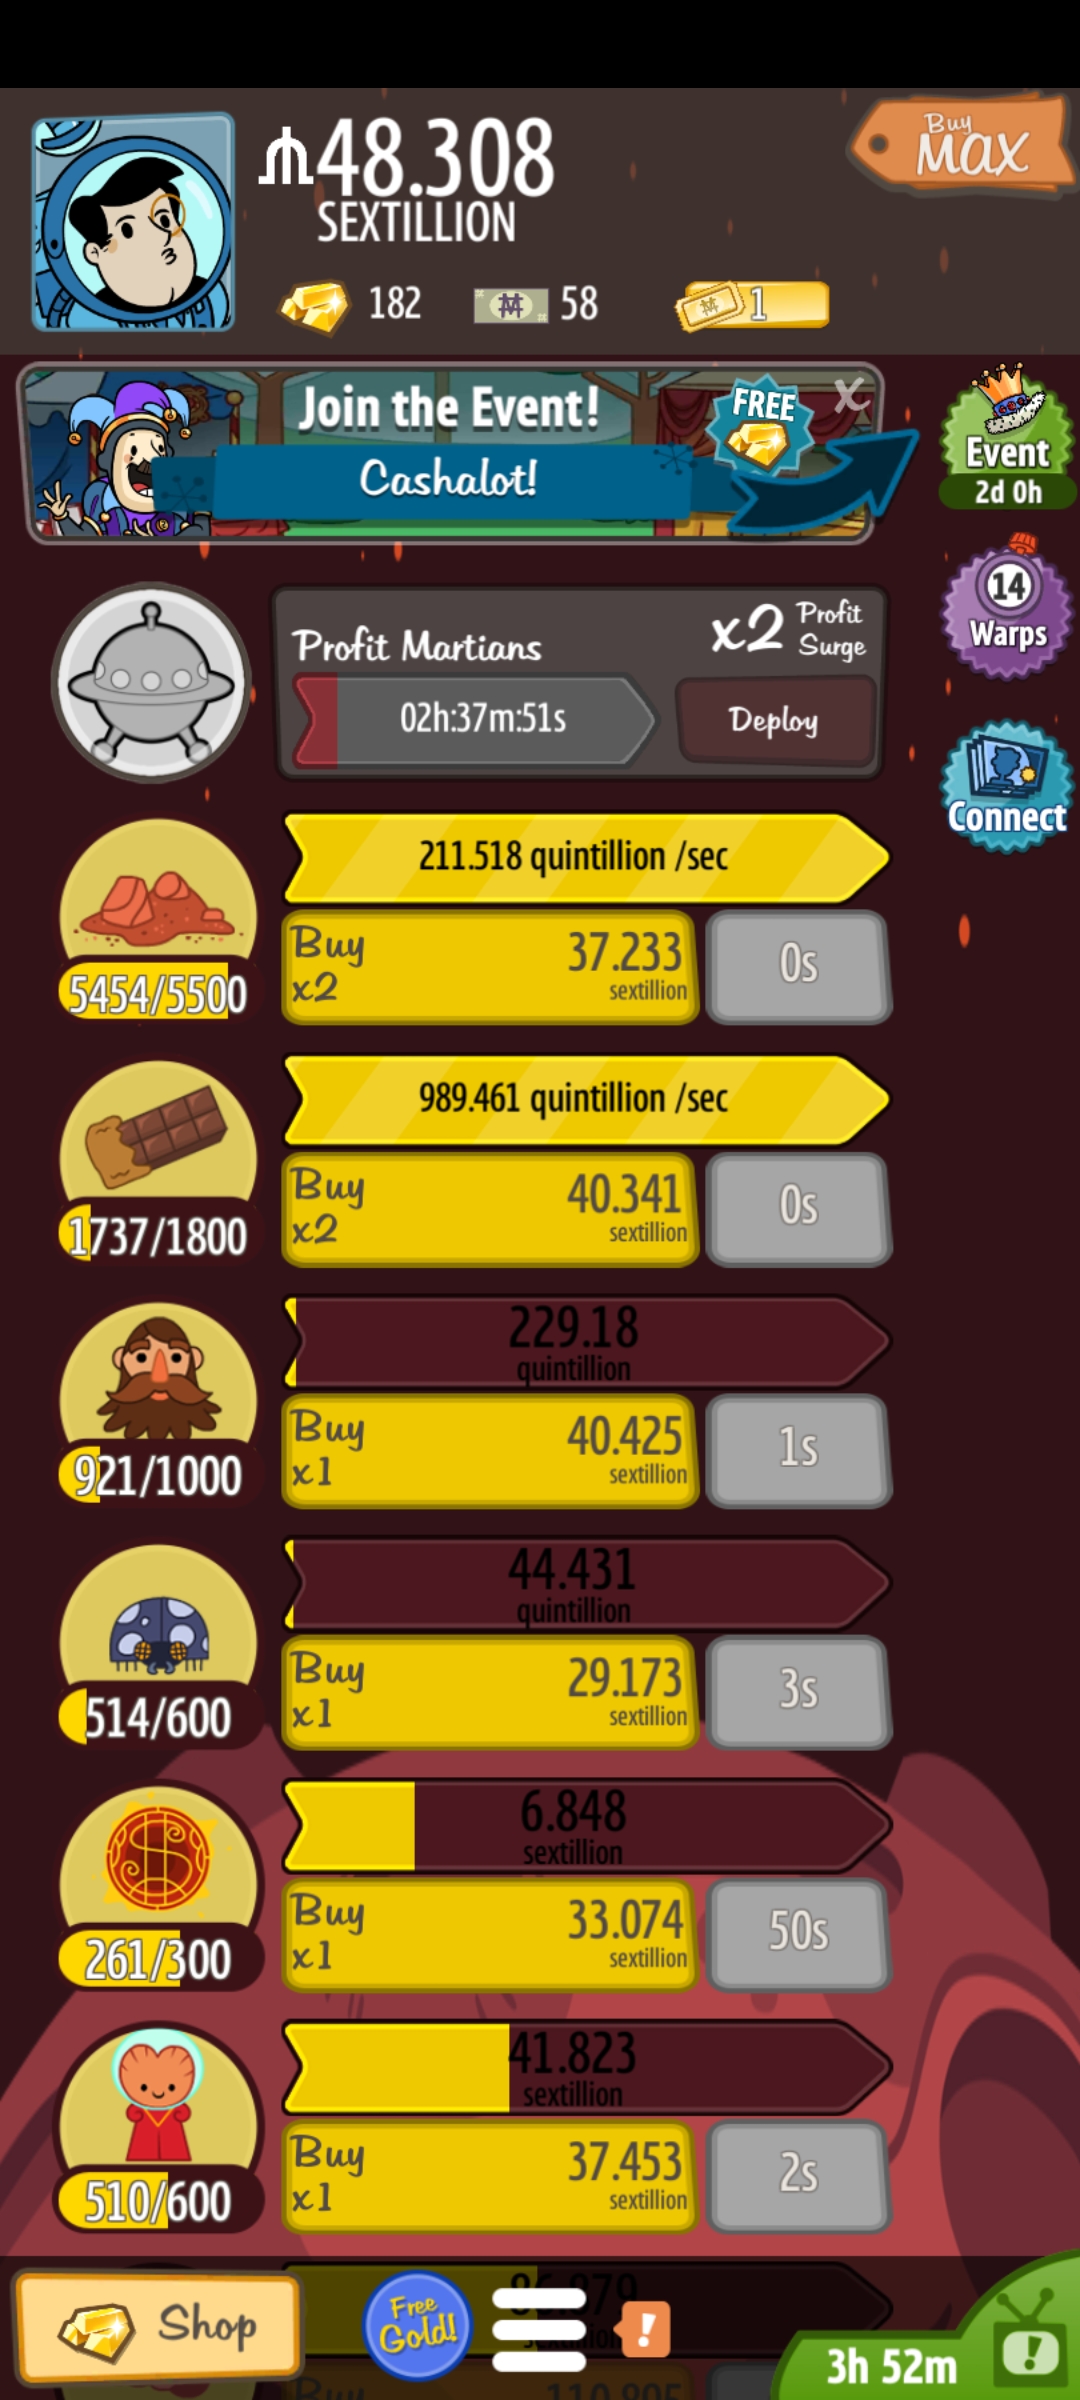 48.308
SEXTILLION
Buy
MAX
182
58
1
Join the Event!
Cashalot!
FREE
X
Event
2d 0h
14
Warps
Connect
Profit Martians
x2 Profit
Surge
02h:37m:51s
Deploy
211.518 quintillion /sec
5454/5500
Buy
x2
37.233
sextillion
0s
989.461 quintillion /sec
1737/1800
Buy
x2
40.341
sextillion
0s
229.18
quintillion
921/1000
Buy
x1
40.425
sextillion
1s
44.431
quintillion
514/600
Buy
x1
29.173
sextillion
3s
6.848
sextillion
261/300
Buy
x1
33.074
sextillion
50s
41.823
sextillion
510/600
Buy
x1
37.453
sextillion
2s
Shop
Free
Gold!
!
3h 52m
!
Buy